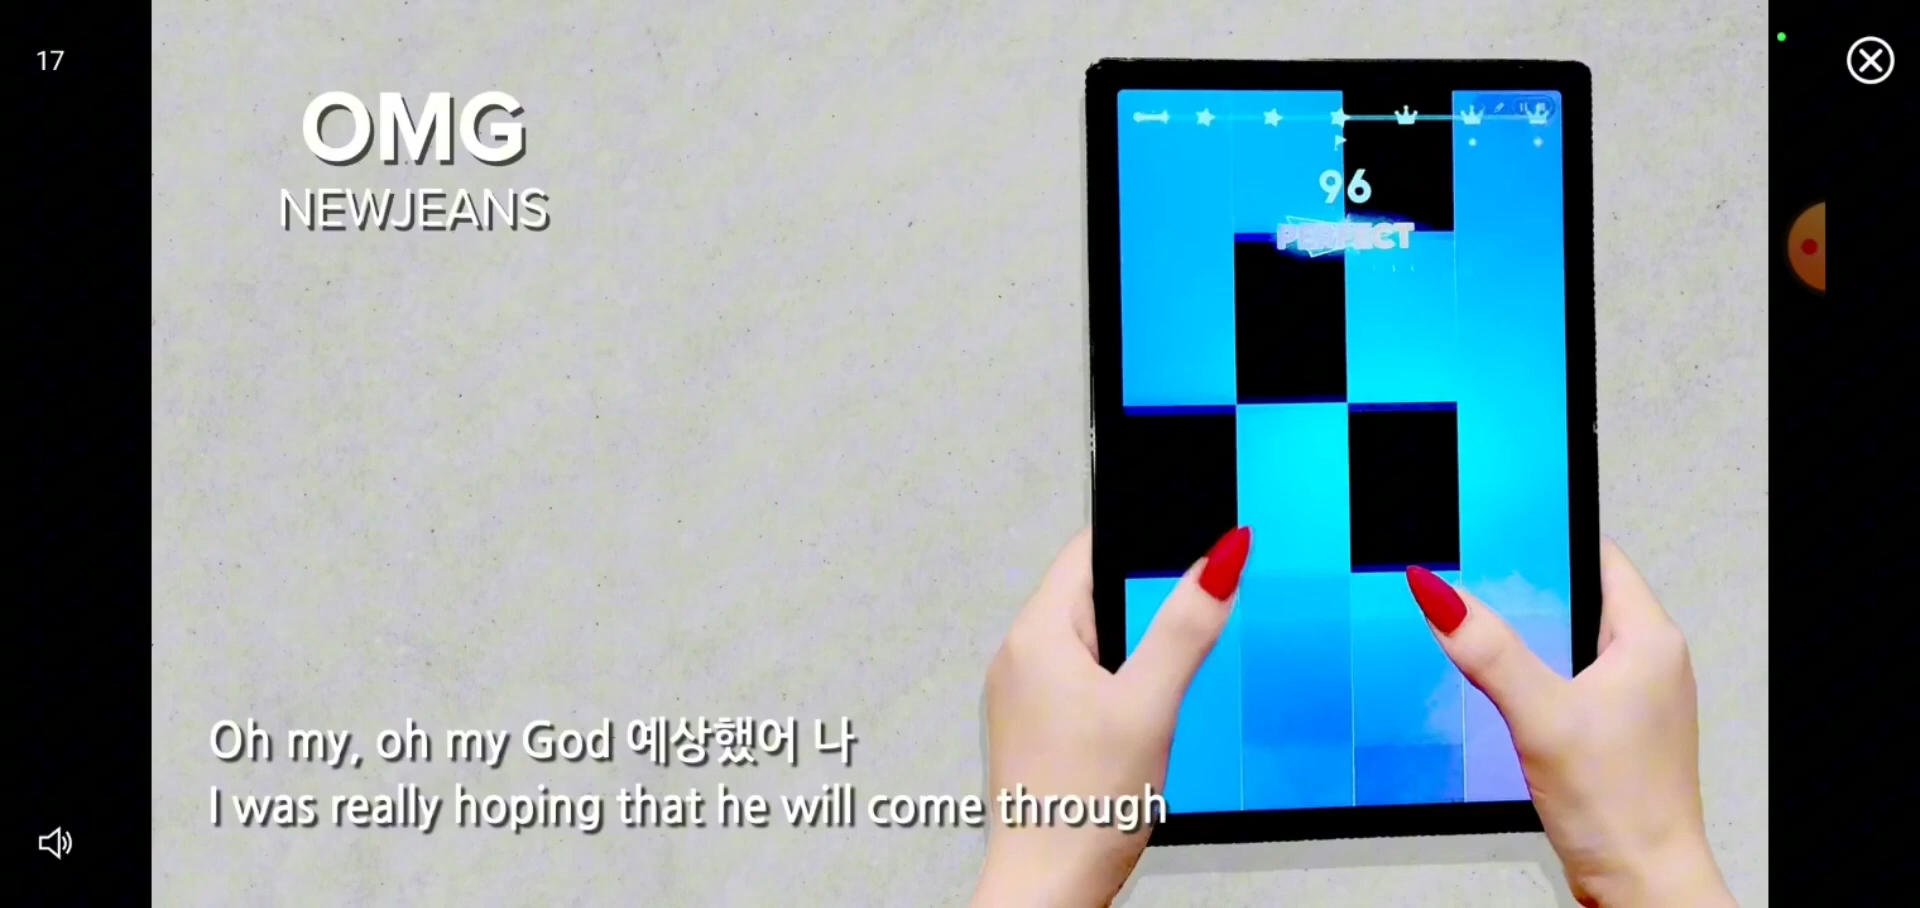 17
OMG
NEWJEANS
96
PERFECT
Oh my, oh my God 예상했어 나
I was really hoping that he will come through